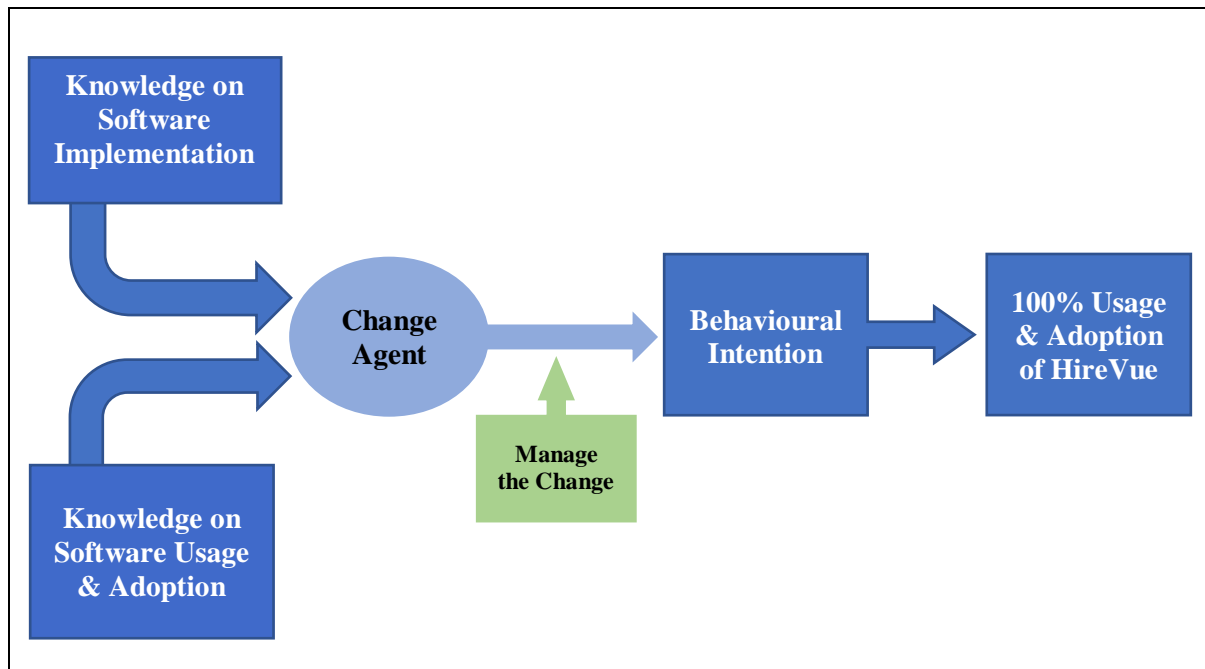 Knowledge on
Software
Implementation
Change
Agent
Behavioural
Intention
100% Usage
& Adoption
of HireVue
Manage
the Change
Knowledge on
Software Usage
& Adoption